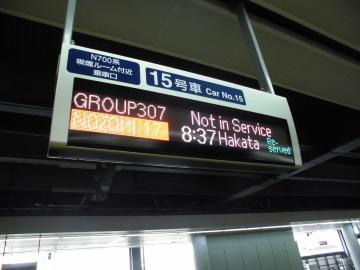 N700系
喫煙ルーム付近
乗車口
15号車 Car No.15
GROUP307 Not in Service
NOZOMI 17 8:37 Hakata Re-
served